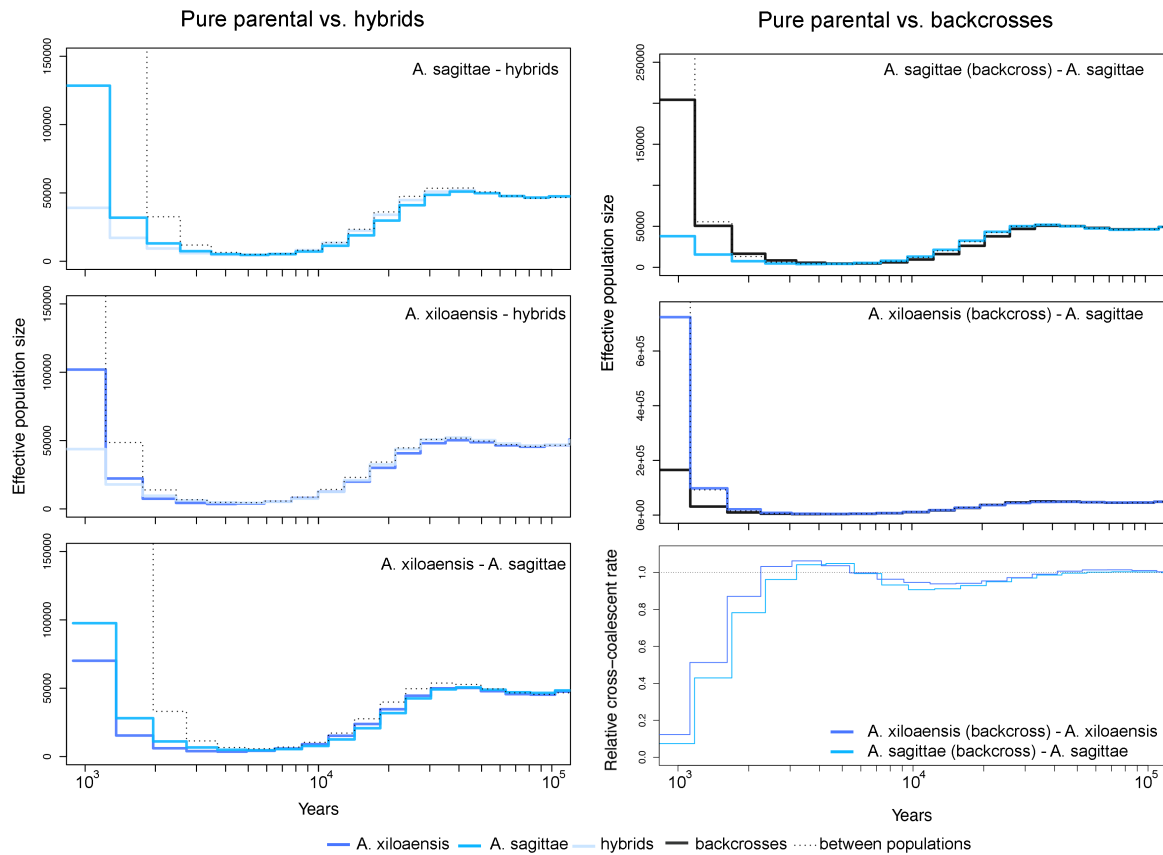 Pure parental vs. hybrids
Pure parental vs. backcrosses
Effective population size
A. sagittae - hybrids
150000
100000
50000
0
A. xiloaensis - hybrids
150000
100000
50000
0
A. xiloaensis - A. sagittae
150000
100000
50000
0
10³
10⁴
10⁵
Years
Effective population size
A. sagittae (backcross) - A. sagittae
250000
150000
50000
0
A. xiloaensis (backcross) - A. sagittae
6e+05
4e+05
2e+05
0e+00
Relative cross−coalescent rate
1.0
0.8
0.6
0.4
0.2
0.0
A. xiloaensis (backcross) - A. xiloaensis
A. sagittae (backcross) - A. sagittae
10³
10⁴
10⁵
Years
A. xiloaensis A. sagittae hybrids backcrosses between populations